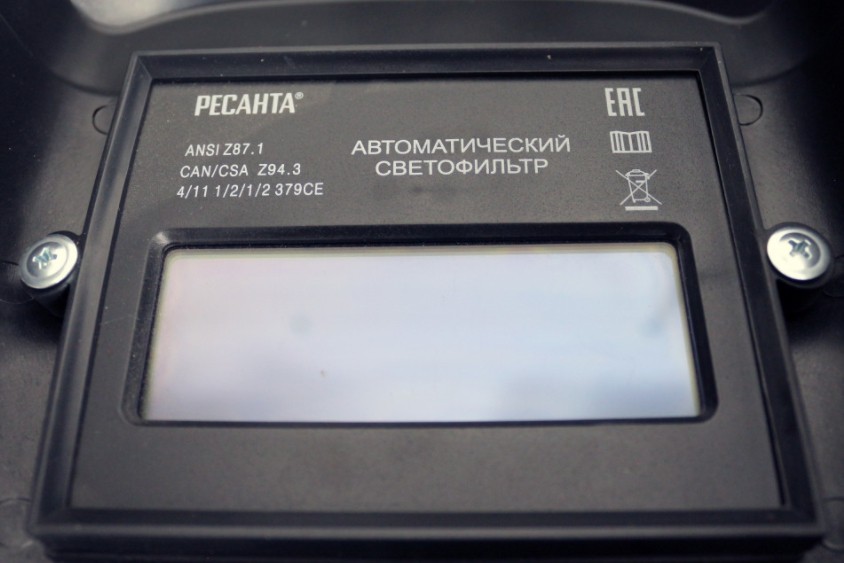 РЕСАНТА®
ANSI Z87.1
CAN/CSA Z94.3
4/11 1/2/1/2 379CE
АВТОМАТИЧЕСКИЙ
СВЕТОФИЛЬТР
EAC